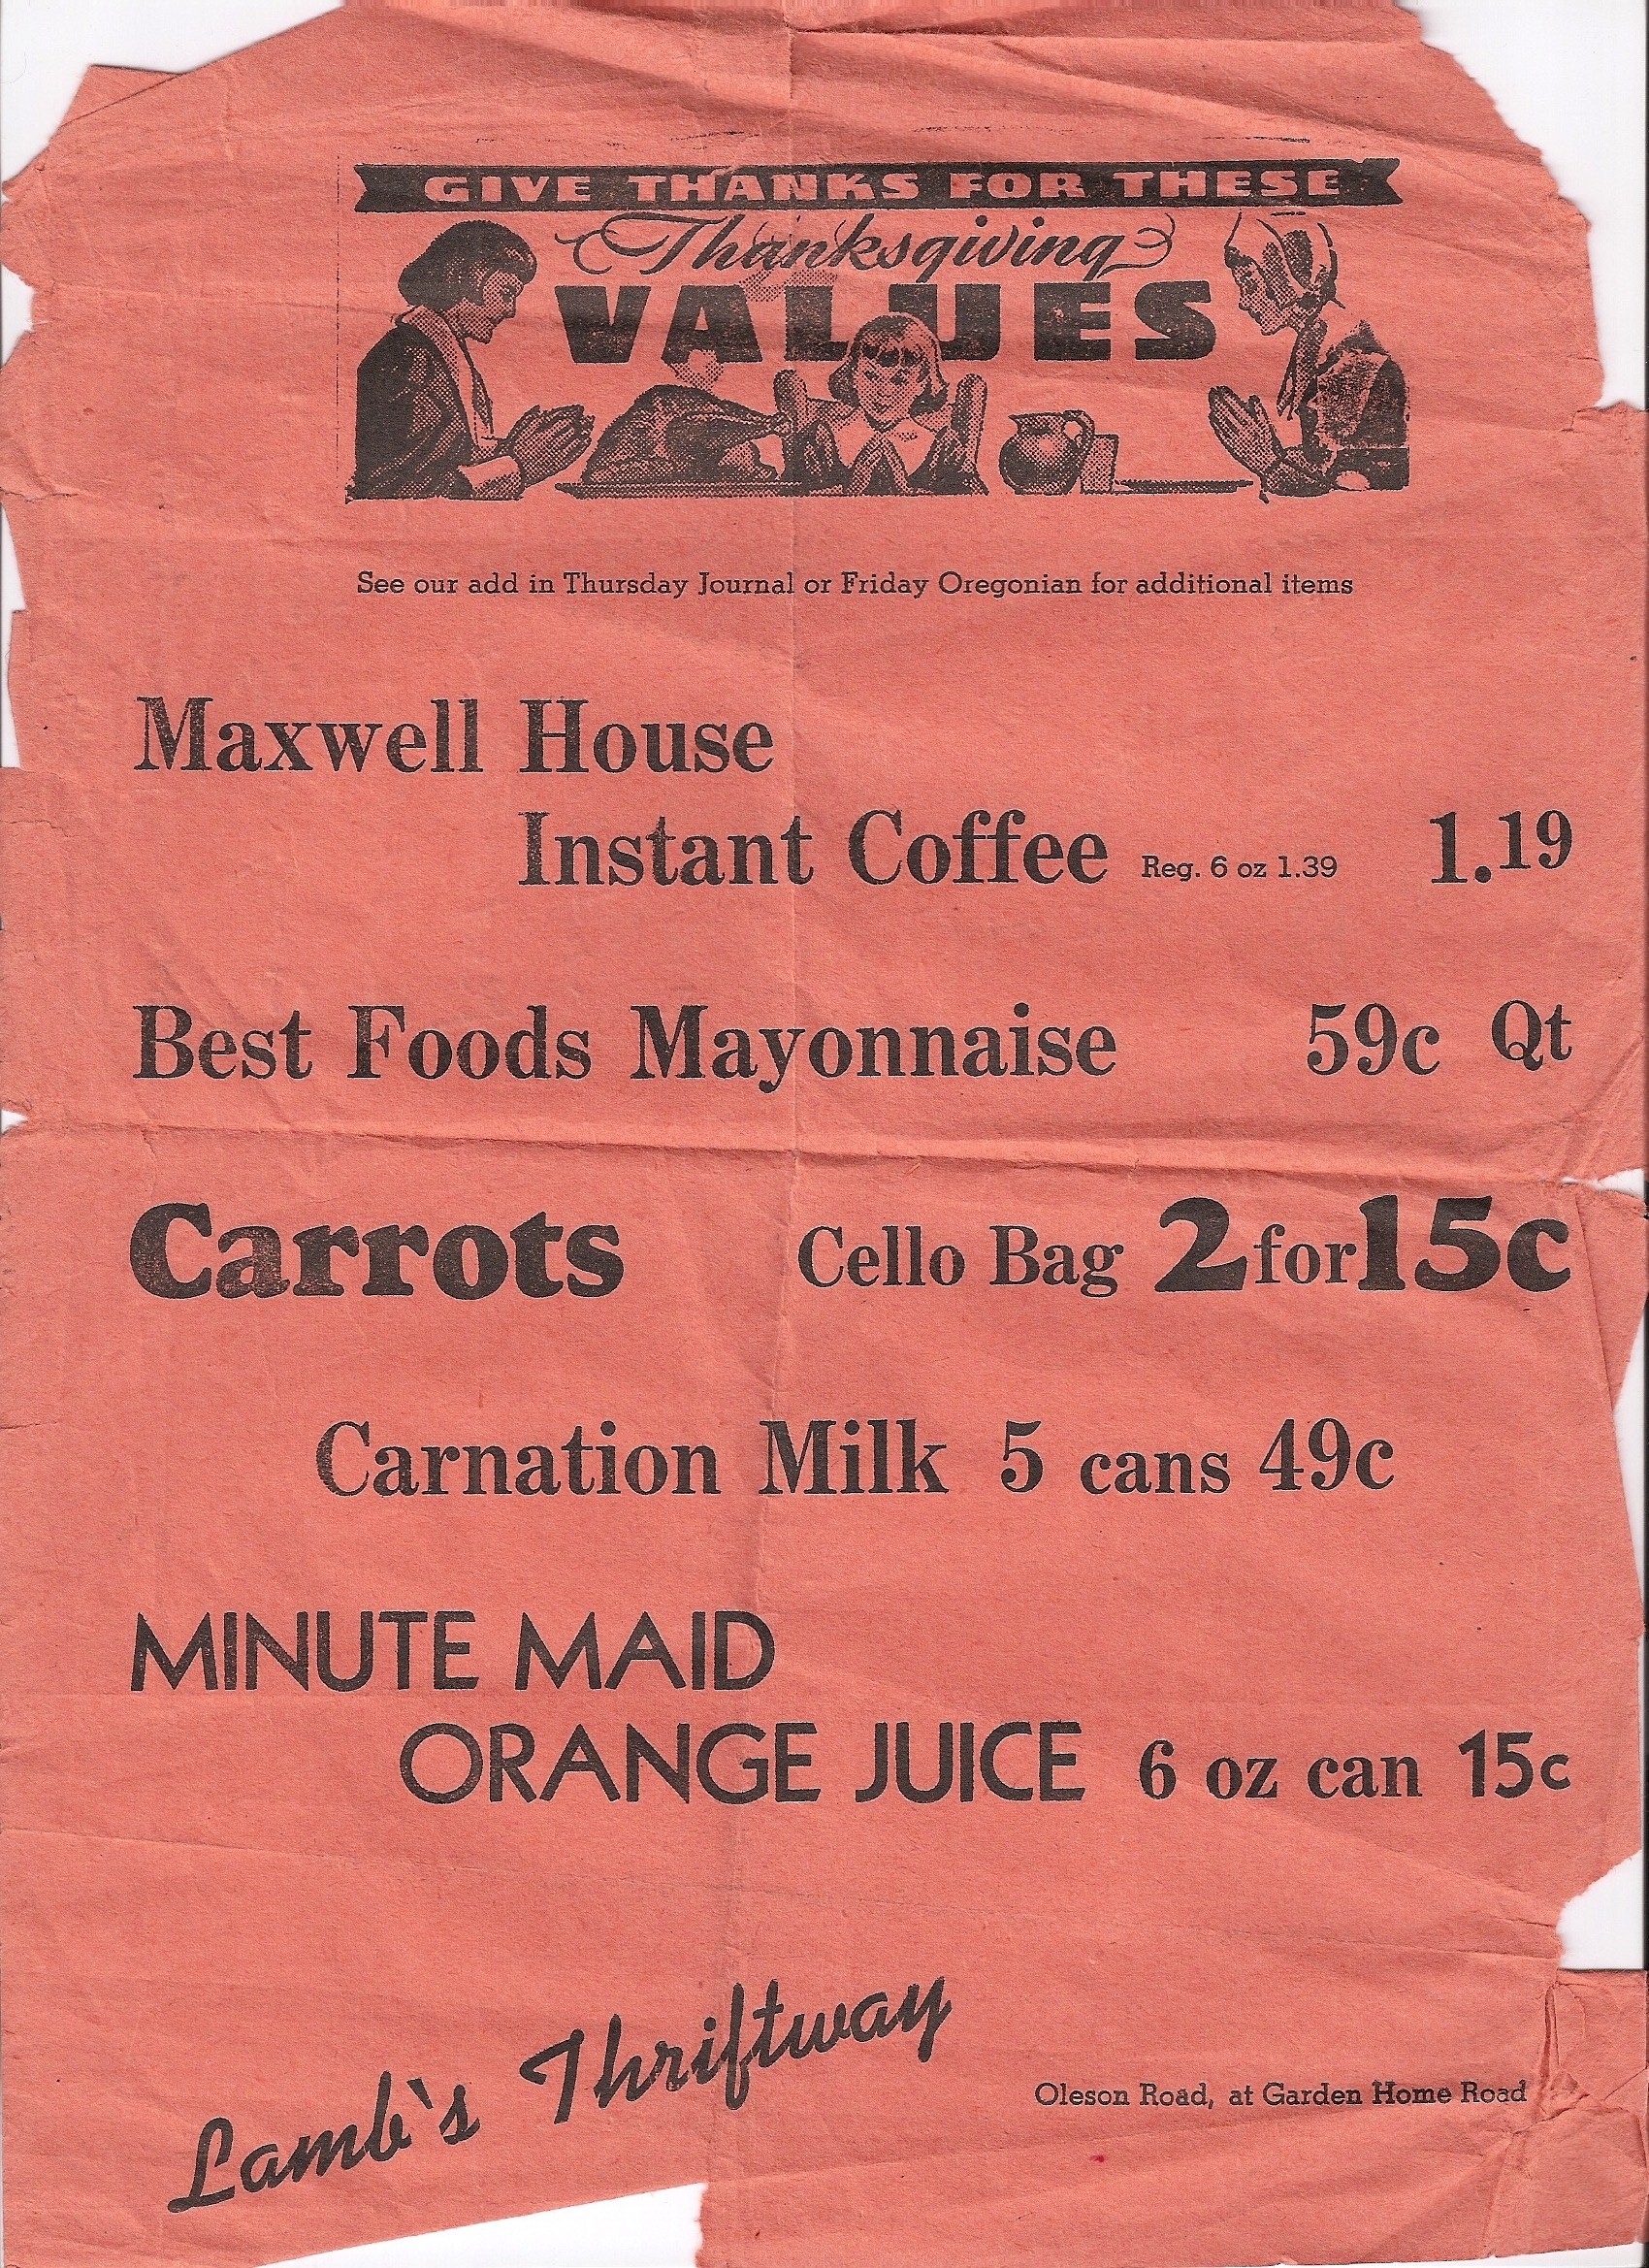 GIVE THANKS FOR THESE
Thanksgiving
VALUES
See our add in Thursday Journal or Friday Oregonian for additional items
Maxwell House
Instant Coffee Reg. 6 oz 1.39 1.19
Best Foods Mayonnaise 59c Qt
Carrots Cello Bag 2 for 15c
Carnation Milk 5 cans 49c
MINUTE MAID
ORANGE JUICE 6 oz can 15c
Lamb's Thriftway
Oleson Road, at Garden Home Road